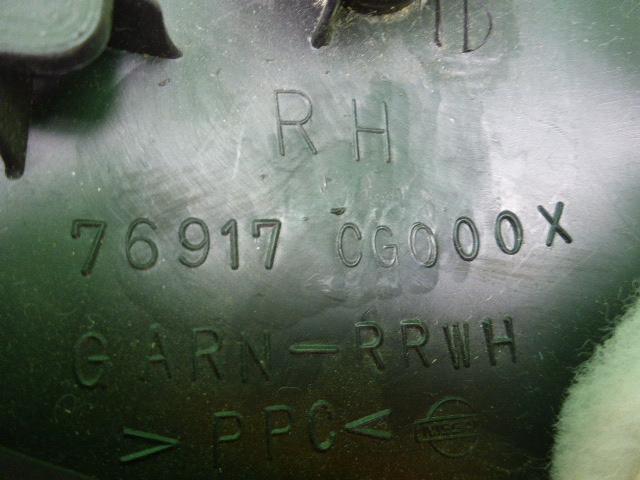 RH
76917 CG000X
GARN-RRWH
>PPC<